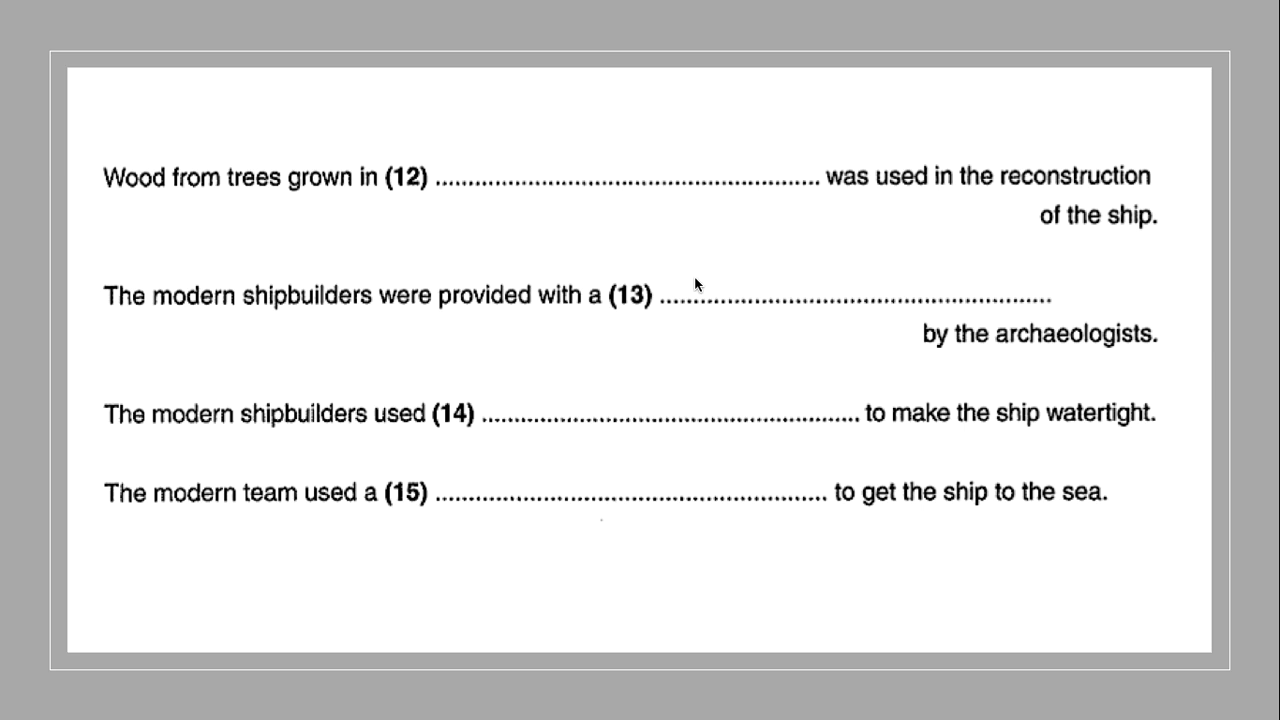 Wood from trees grown in (12) ........................................................... was used in the reconstruction
of the ship.
The modern shipbuilders were provided with a (13) ............................................................
by the archaeologists.
The modern shipbuilders used (14) .......................................................... to make the ship watertight.
The modern team used a (15) ............................................................ to get the ship to the sea.